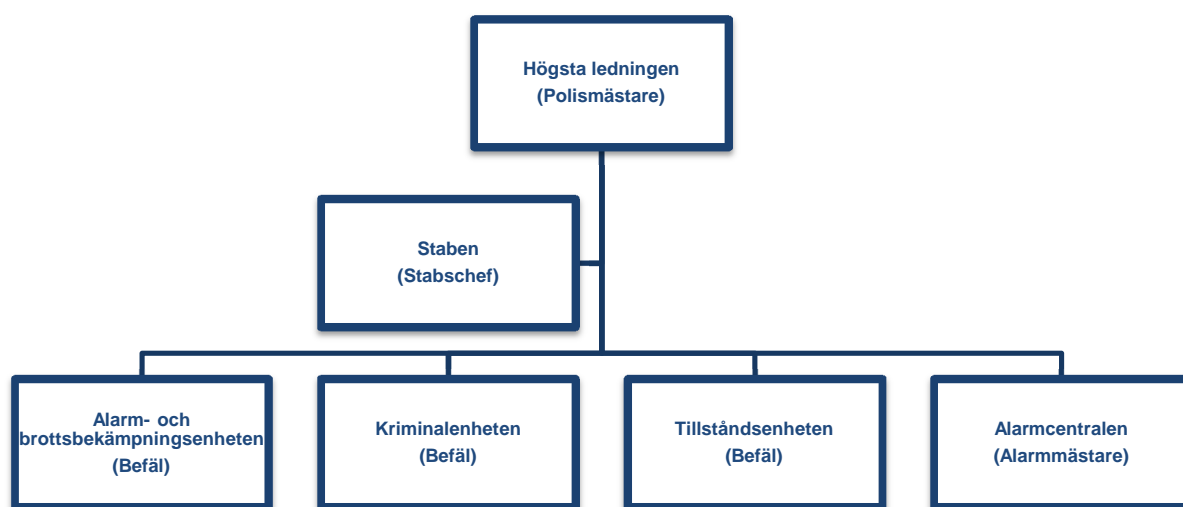 Högsta ledningen
(Polismästare)
Staben
(Stabschef)
Alarm- och
brottsbekämpningsenheten
(Befäl)
Kriminalenheten
(Befäl)
Tillståndsenheten
(Befäl)
Alarmcentralen
(Alarmmästare)